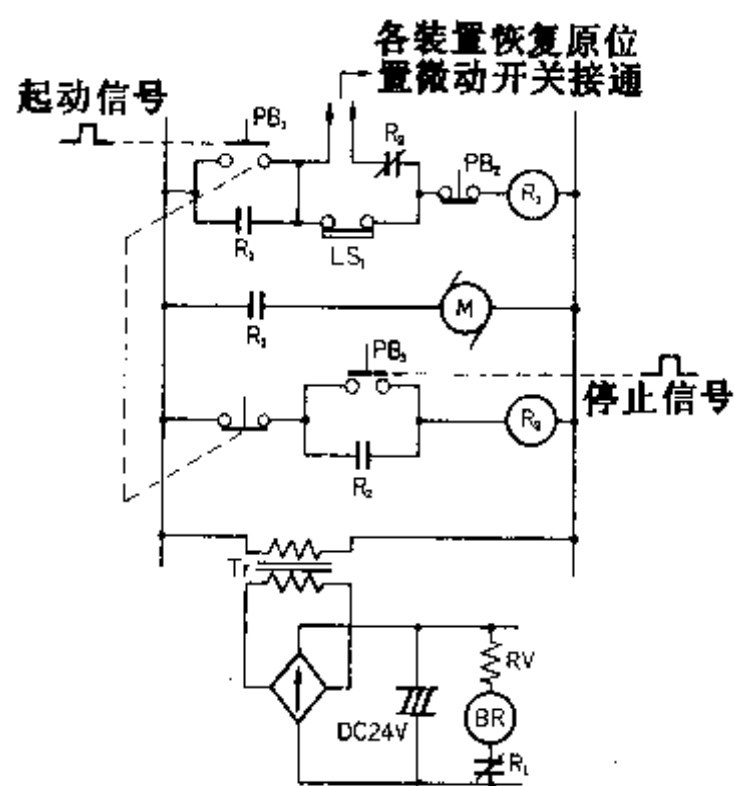 各装置恢复原位
置微动开关接通
起动信号
PB₁
R₂
PB₂
R₁
R₁
LS₁
M
R₁
PB₃
停止信号
R₂
R₂
Tr
RV
BR
DC24V
R₁